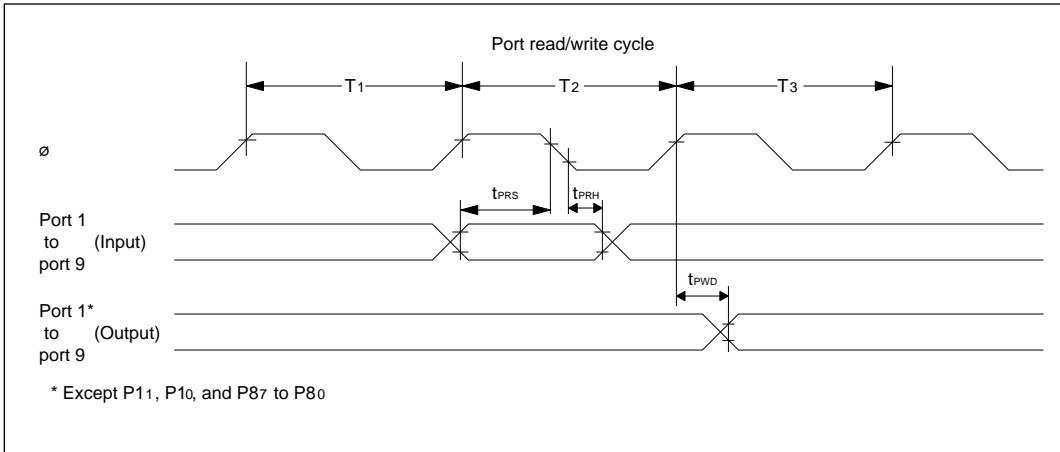 Port read/write cycle
T1 T2 T3
ø
tPRS tPRH
Port 1
to (Input)
port 9
tPWD
Port 1*
to (Output)
port 9
* Except P11, P10, and P87 to P80